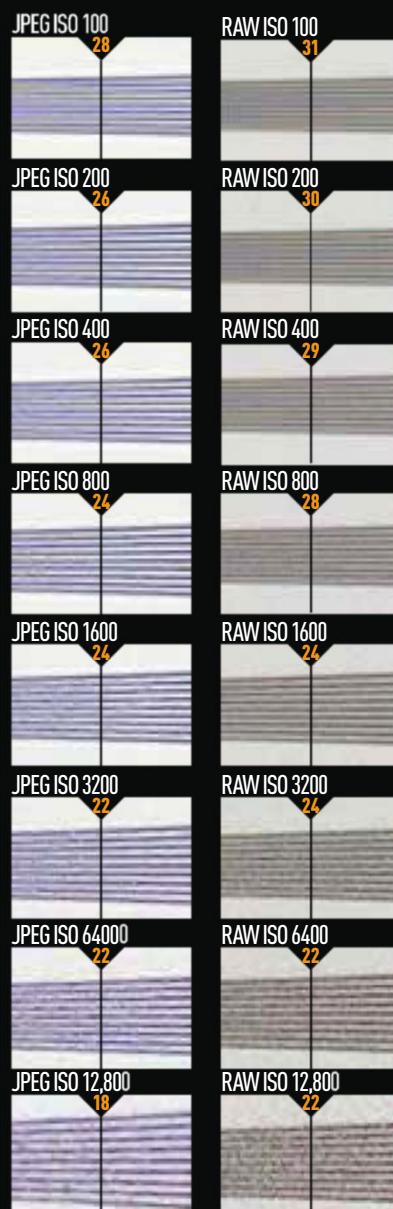 JPEG ISO 100
28
RAW ISO 100
31
JPEG ISO 200
26
RAW ISO 200
30
JPEG ISO 400
26
RAW ISO 400
29
JPEG ISO 800
24
RAW ISO 800
28
JPEG ISO 1600
24
RAW ISO 1600
24
JPEG ISO 3200
22
RAW ISO 3200
24
JPEG ISO 64000
22
RAW ISO 6400
22
JPEG ISO 12,800
18
RAW ISO 12,800
22